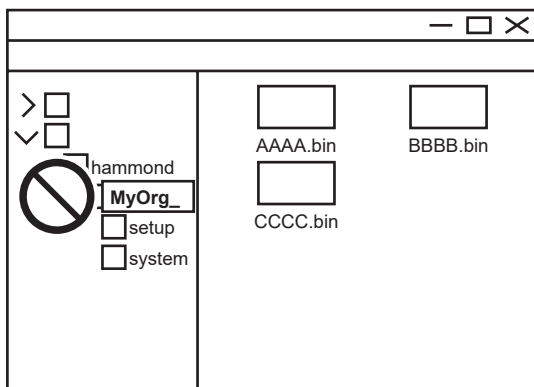 hammond
MyOrg_
setup
system
AAAA.bin
BBBB.bin
CCCC.bin